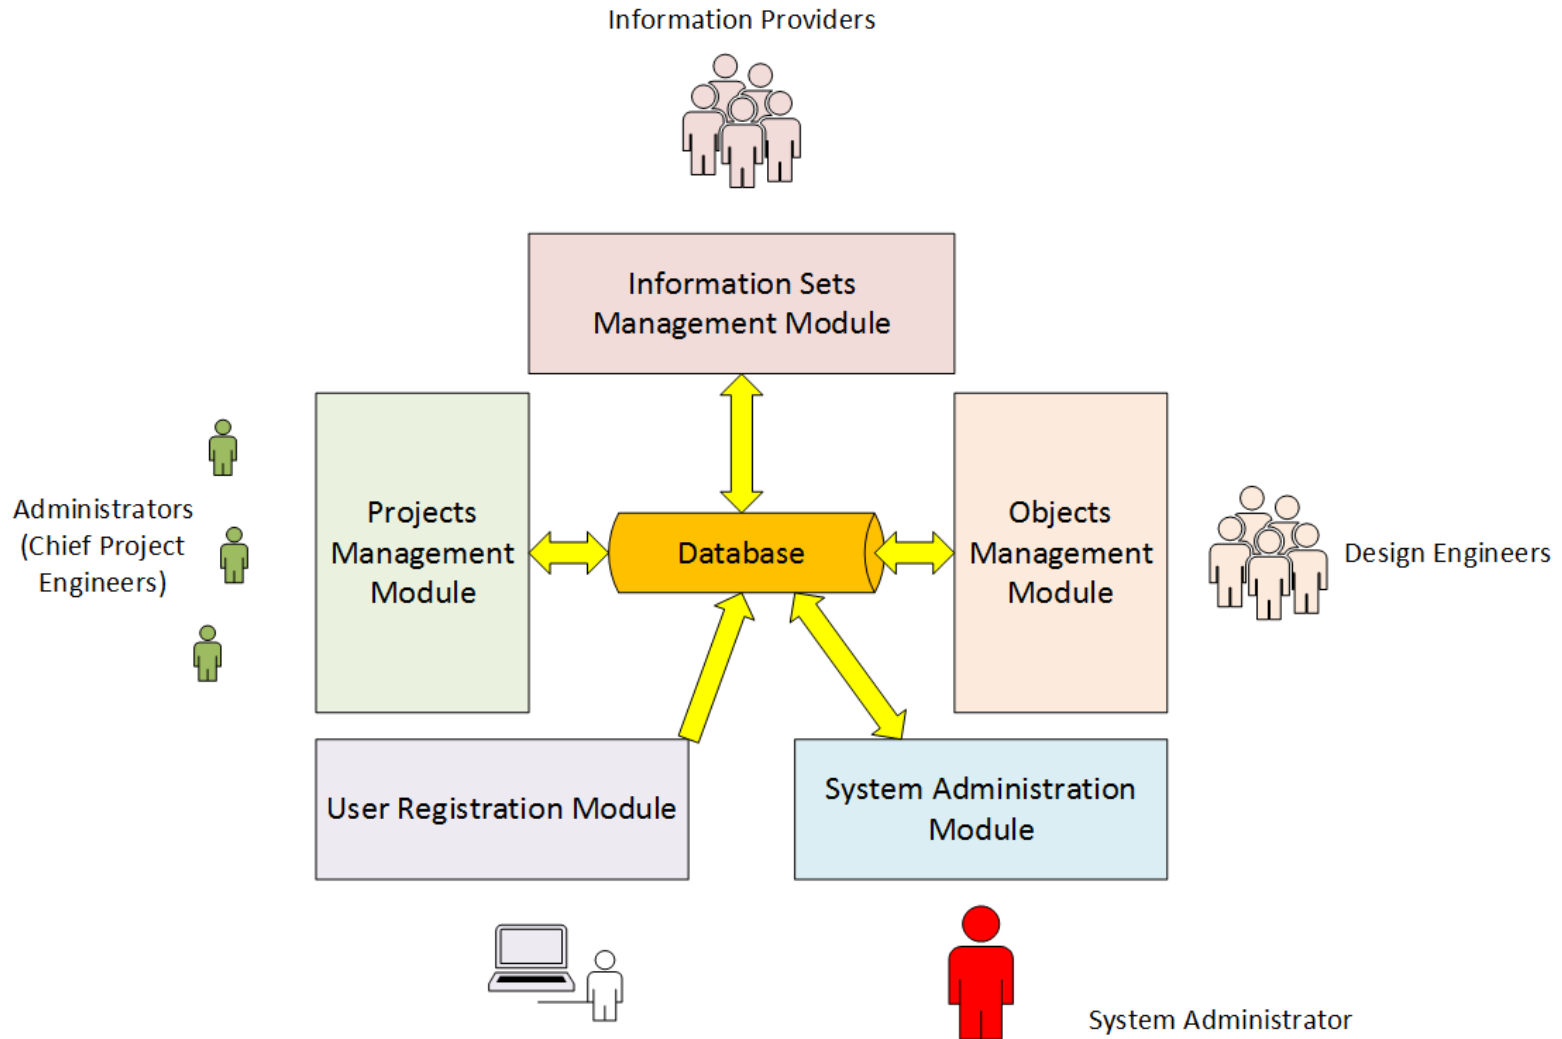 Information Providers
Information Sets
Management Module
Projects
Management
Module
Objects
Management
Module
Administrators
(Chief Project
Engineers)
Database
Design Engineers
User Registration Module
System Administration
Module
System Administrator